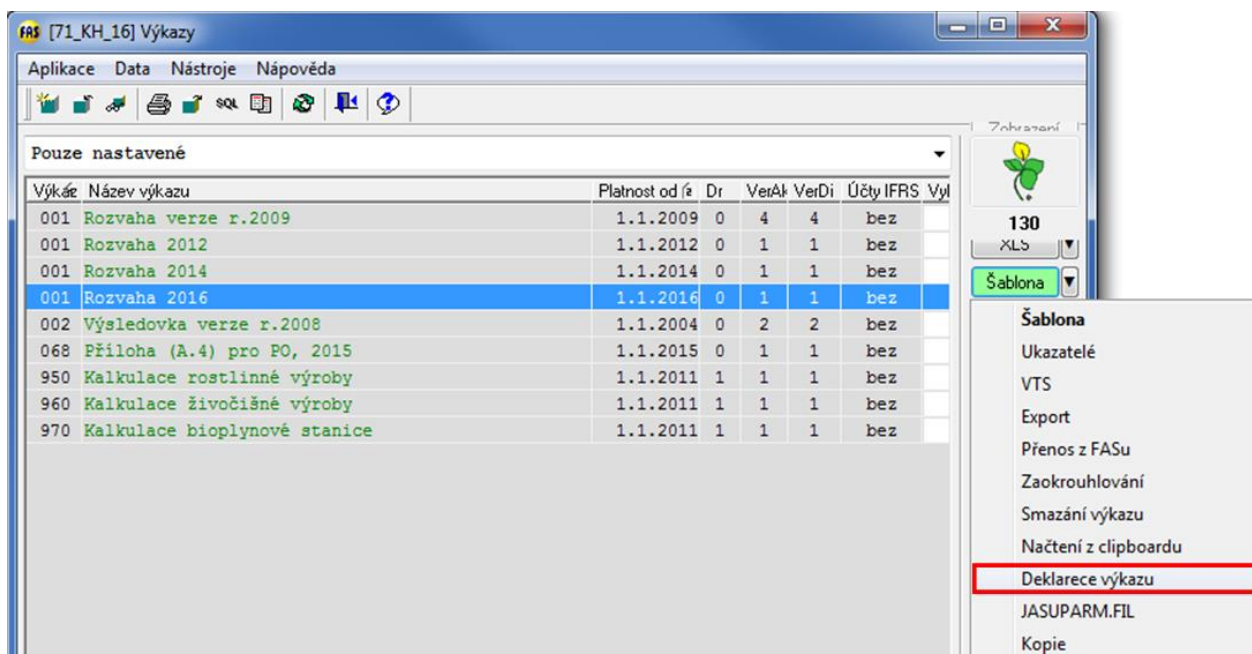 FAS [71_KH_16] Výkazy
Aplikace Data Nástroje Nápověda
SQL
Zobrazení
Pouze nastavené
Výkaz Název výkazu Platnost od Dr VerAk VerDi Účty IFRS Vyl
001 Rozvaha verze r.2009 1.1.2009 0 4 4 bez
001 Rozvaha 2012 1.1.2012 0 1 1 bez
001 Rozvaha 2014 1.1.2014 0 1 1 bez
001 Rozvaha 2016 1.1.2016 0 1 1 bez
002 Výsledovka verze r.2008 1.1.2004 0 2 2 bez
068 Příloha (A.4) pro PO, 2015 1.1.2015 0 1 1 bez
950 Kalkulace rostlinné výroby 1.1.2011 1 1 1 bez
960 Kalkulace živočišné výroby 1.1.2011 1 1 1 bez
970 Kalkulace bioplynové stanice 1.1.2011 1 1 1 bez
130
XLS
Šablona
Šablona
Ukazatelé
VTS
Export
Přenos z FASu
Zaokrouhlování
Smazání výkazu
Načtení z clipboardu
Deklarece výkazu
JASUPARM.FIL
Kopie